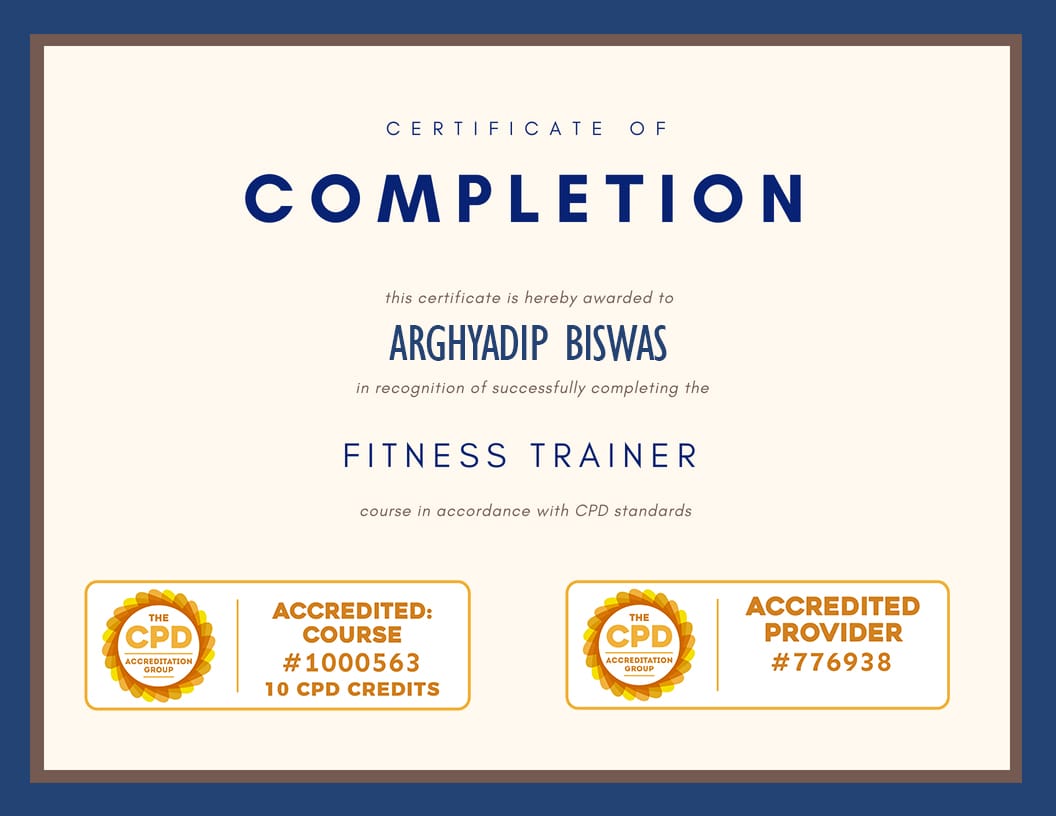 CERTIFICATE OF
COMPLETION
this certificate is hereby awarded to
ARGHYADIP BISWAS
in recognition of successfully completing the
FITNESS TRAINER
course in accordance with CPD standards
THE
CPD
ACCREDITATION
GROUP
ACCREDITED:
COURSE
#1000563
10 CPD CREDITS
THE
CPD
ACCREDITATION
GROUP
ACCREDITED
PROVIDER
#776938